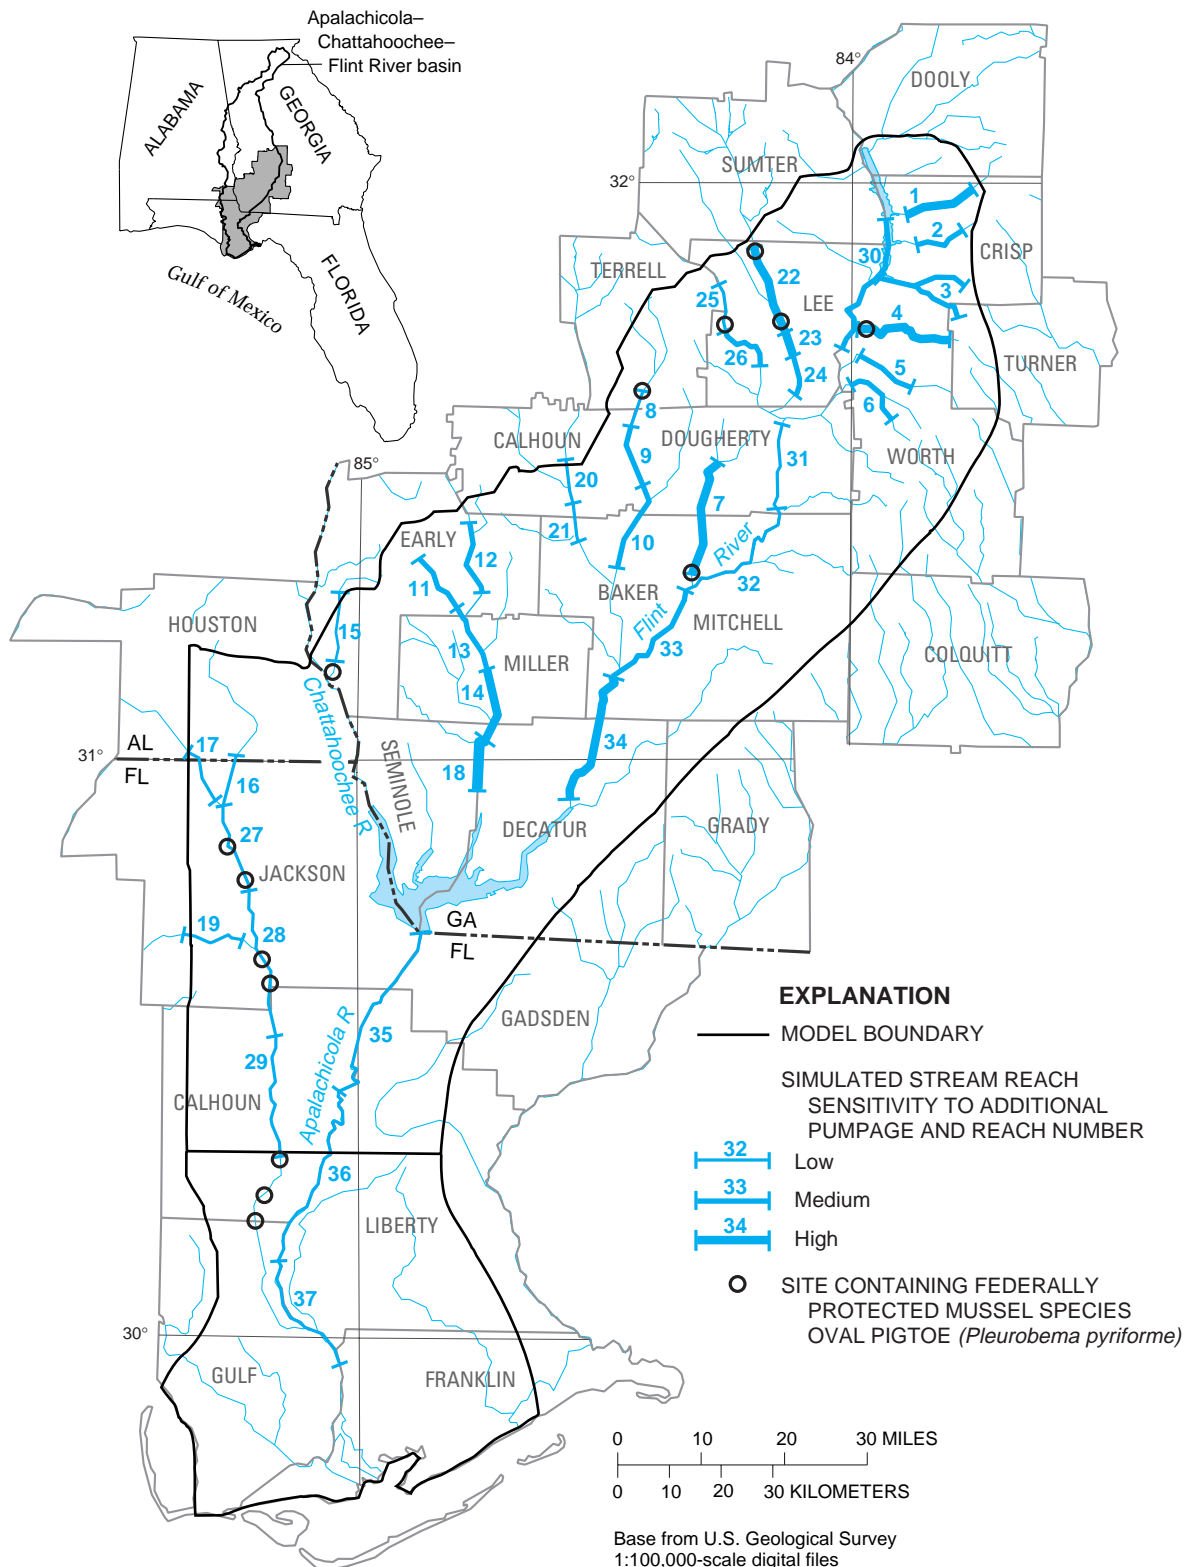 Apalachicola–
Chattahoochee–
Flint River basin
ALABAMA
GEORGIA
FLORIDA
Gulf of Mexico
84°
DOOLY
SUMTER
32°
1
2
CRISP
30
TERRELL
22
LEE
25
3
4
23
26
TURNER
24
5
6
8
CALHOUN
DOUGHERTY
31
WORTH
85°
9
20
7
21
EARLY
12
10
River
11
BAKER
32
Flint
HOUSTON
15
MITCHELL
13
MILLER
33
COLQUITT
14
Chattahoochee R
17
AL
31°
FL
16
SEMINOLE
18
34
27
DECATUR
GRADY
JACKSON
19
28
GA
FL
EXPLANATION
GADSDEN
MODEL BOUNDARY
35
Apalachicola R
29
SIMULATED STREAM REACH
SENSITIVITY TO ADDITIONAL
PUMPAGE AND REACH NUMBER
CALHOUN
32
Low
36
33
Medium
LIBERTY
34
High
37
SITE CONTAINING FEDERALLY
PROTECTED MUSSEL SPECIES
OVAL PIGTOE (Pleurobema pyriforme)
30°
GULF
FRANKLIN
0 10 20 30 MILES
0 10 20 30 KILOMETERS
Base from U.S. Geological Survey
1:100,000-scale digital files